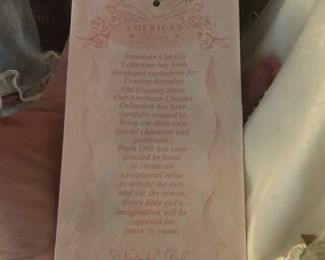 AMERICAN
Classic
COLLECTION
American Classics
Collection has been
developed exclusively for
Cracker Barrel
Old Country Store.
Our American Classics
Collection has been
carefully created to
bring out their own
special character and
personality.
Each Doll has been
detailed by hand
to create an
exceptional value
to delight the eyes
and stir the senses.
Every little girl's
imagination will be
captured for
years to come.
Doll